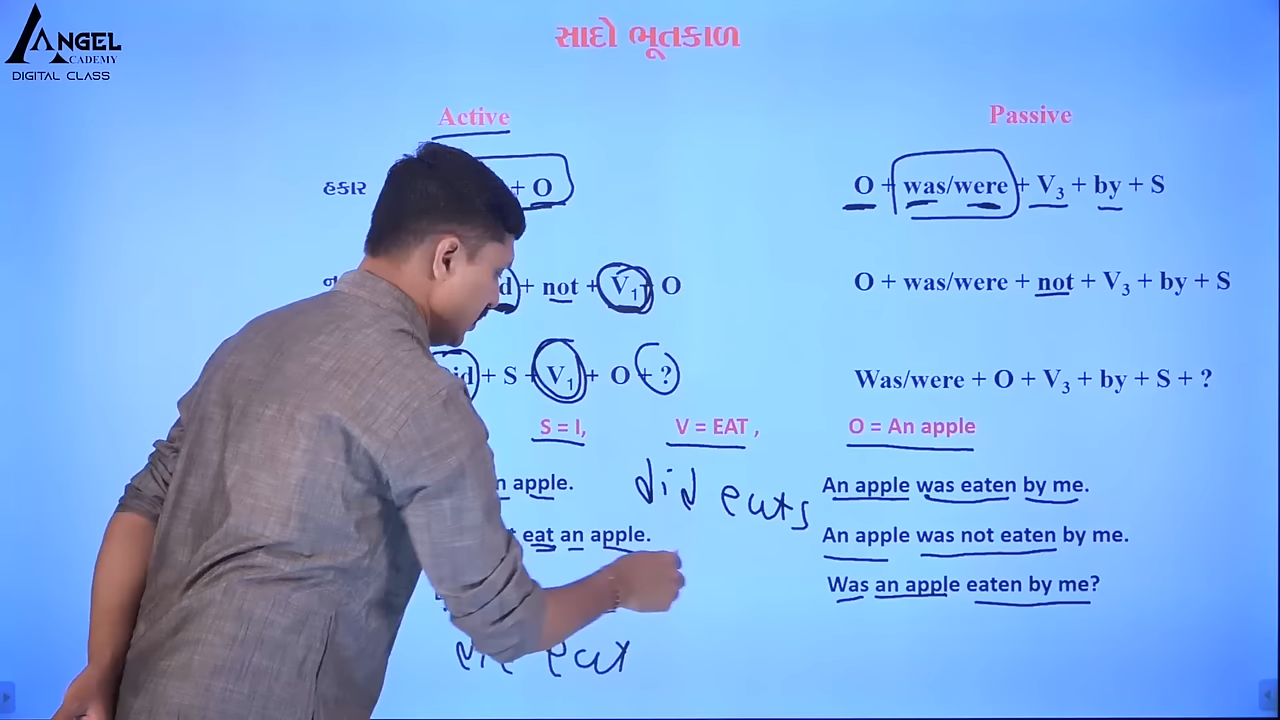 ANGEL
ACADEMY
DIGITAL CLASS
સાદો ભૂતકાળ
Active Passive
હકાર + O O + was/were + V3 + by + S
+ not + V1 + O O + was/were + not + V3 + by + S
+ S + V1 + O + ? Was/were + O + V3 + by + S + ?
S = I, V = EAT , O = An apple
apple. did eats An apple was eaten by me.
eat an apple. An apple was not eaten by me.
Was an apple eaten by me?
eat